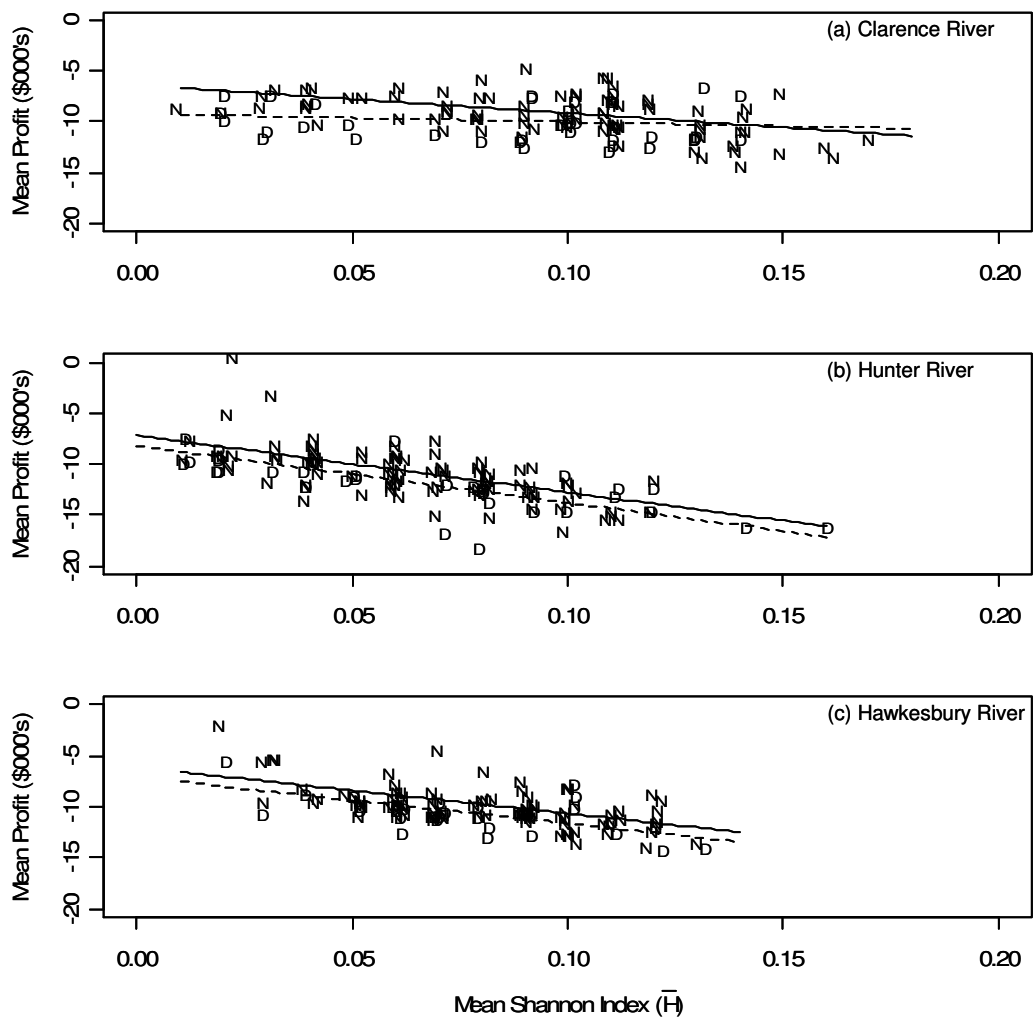 (a) Clarence River
Mean Profit ($000's)
0
-5
-10
-15
-20
0.00 0.05 0.10 0.15 0.20
(b) Hunter River
Mean Profit ($000's)
0
-5
-10
-15
-20
0.00 0.05 0.10 0.15 0.20
(c) Hawkesbury River
Mean Profit ($000's)
0
-5
-10
-15
-20
0.00 0.05 0.10 0.15 0.20
Mean Shannon Index (H̅)